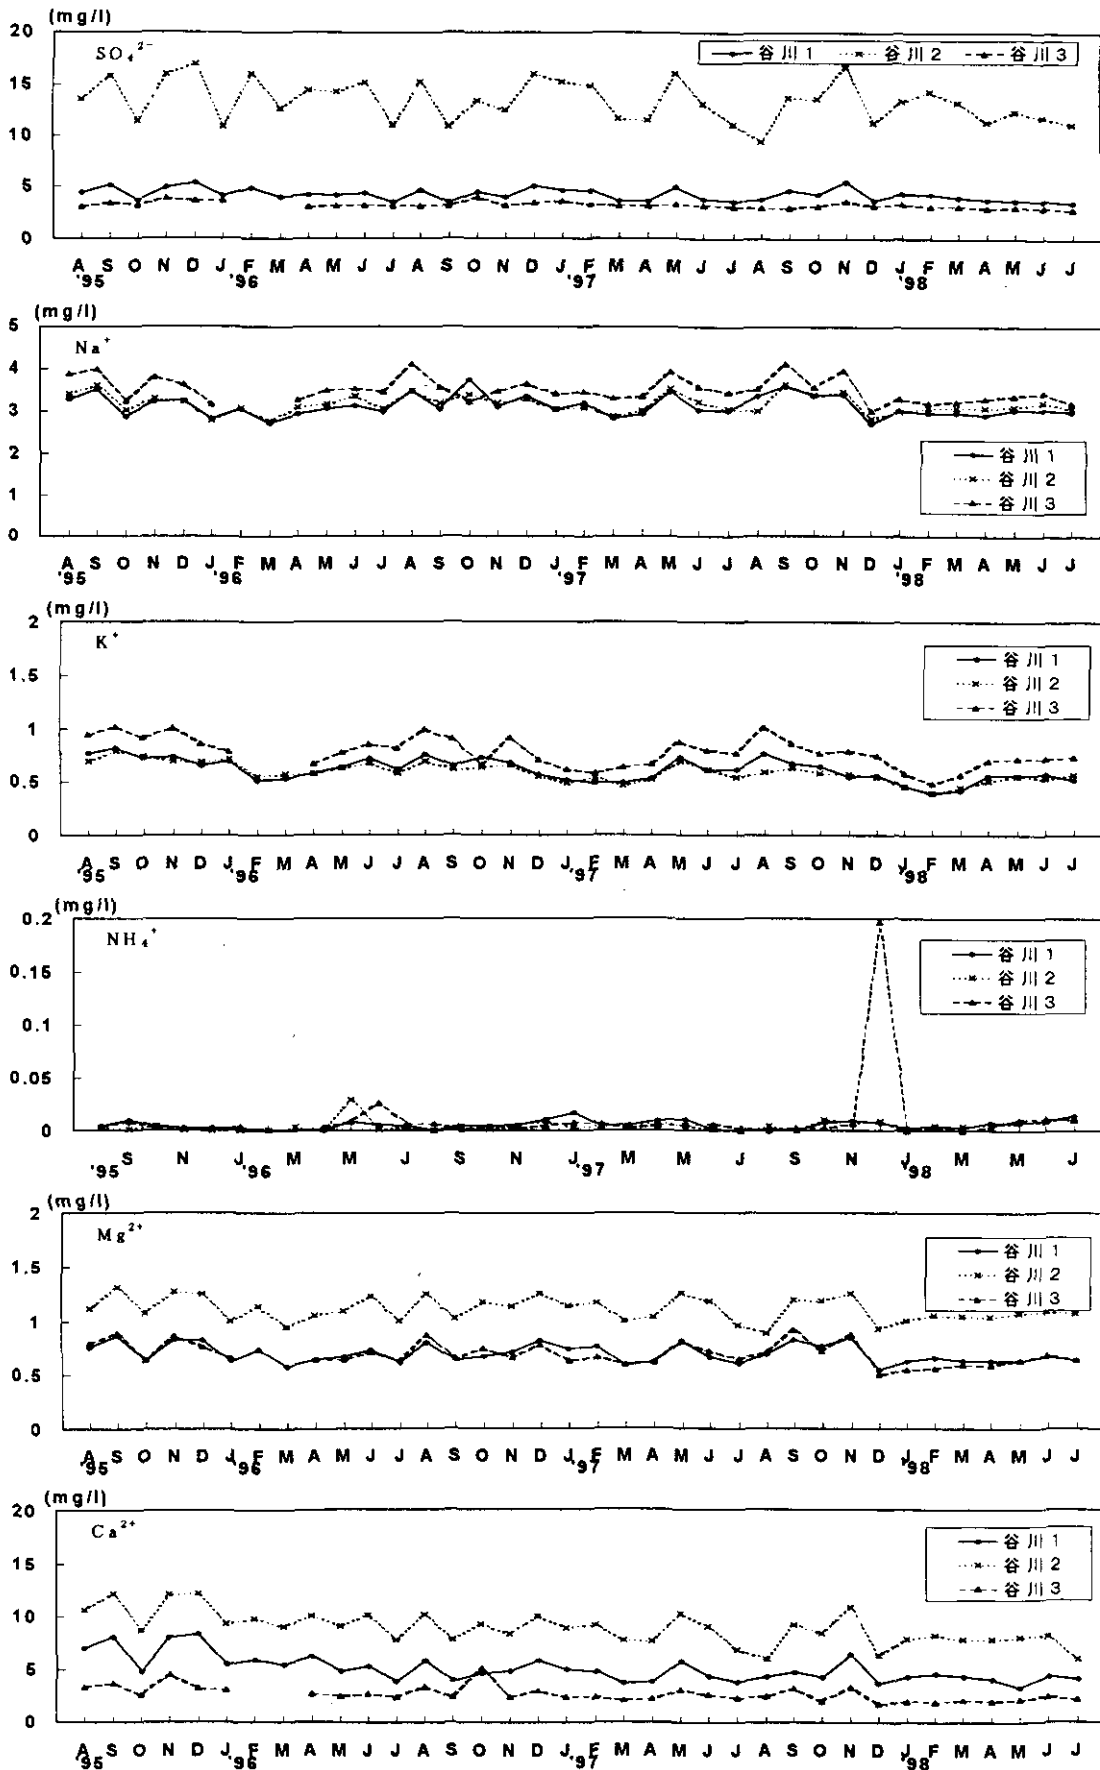 (mg/l)
20
SO₄²⁻
谷川1 谷川2 谷川3
15
10
5
0
A S O N D J F M A M J J A S O N D J F M A M J J A S O N D J F M A M J J
'95 '96 '97 '98
(mg/l)
5
Na⁺
4
3
2
谷川1
谷川2
谷川3
1
0
A S O N D J F M A M J J A S O N D J F M A M J J A S O N D J F M A M J J
'95 '96 '97 '98
(mg/l)
2
K⁺
谷川1
谷川2
谷川3
1.5
1
0.5
0
A S O N D J F M A M J J A S O N D J F M A M J J A S O N D J F M A M J J
'95 '96 '97 '98
(mg/l)
0.2
NH₄⁺
谷川1
谷川2
谷川3
0.15
0.1
0.05
0
S N J M M J S N J M M J S N J M M J
'95 '96 '97 '98
(mg/l)
2
Mg²⁺
谷川1
谷川2
谷川3
1.5
1
0.5
0
A S O N D J F M A M J J A S O N D J F M A M J J A S O N D J F M A M J J
'95 '96 '97 '98
(mg/l)
20
Ca²⁺
谷川1
谷川2
谷川3
15
10
5
0
A S O N D J F M A M J J A S O N D J F M A M J J A S O N D J F M A M J J
'95 '96 '97 '98